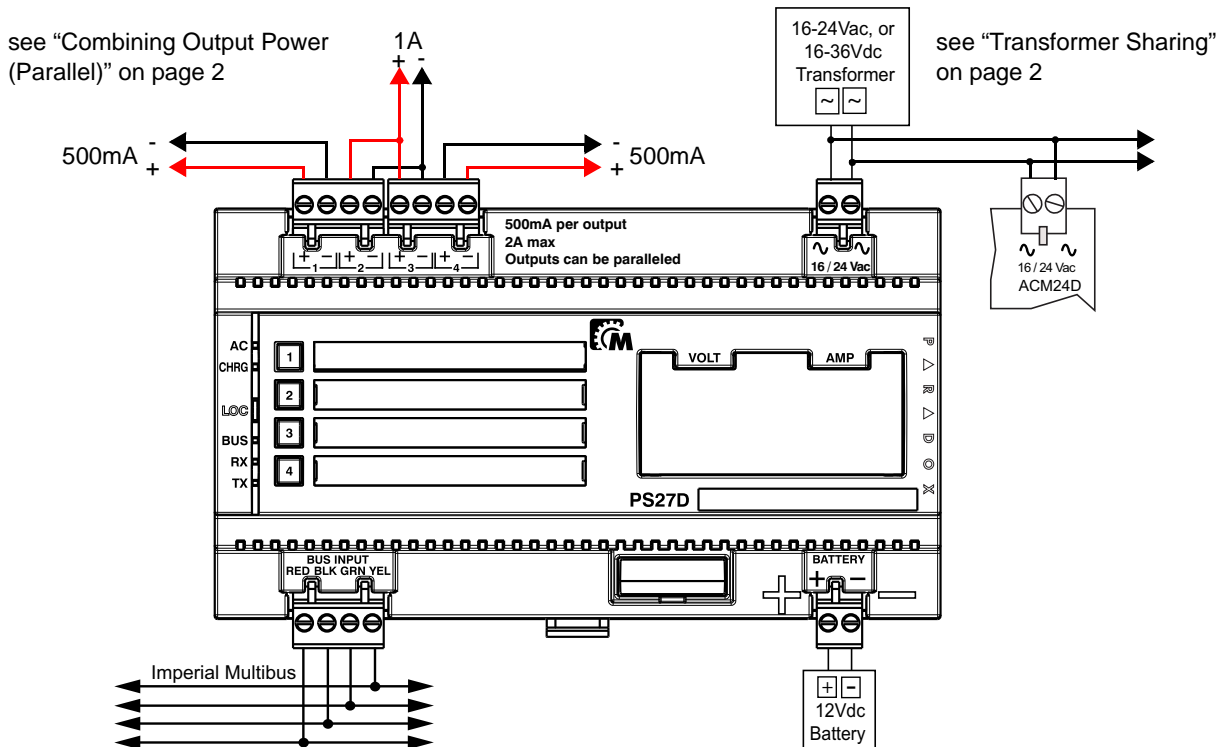 see “Combining Output Power
(Parallel)” on page 2
1A
+ -
16-24Vac, or
16-36Vdc
Transformer
~ ~
see “Transformer Sharing”
on page 2
-
500mA
+
-
500mA
+
500mA per output
2A max
Outputs can be paralleled
+ - + - + - + -
1 2 3 4
16 / 24 Vac
16 / 24 Vac
ACM24D
AC
CHRG
LOC
BUS
RX
TX
1
2
3
4
M
VOLT AMP
PARADOX
PS27D
BUS INPUT
RED BLK GRN YEL
BATTERY
+ -
+ -
Imperial Multibus
+ -
12Vdc
Battery